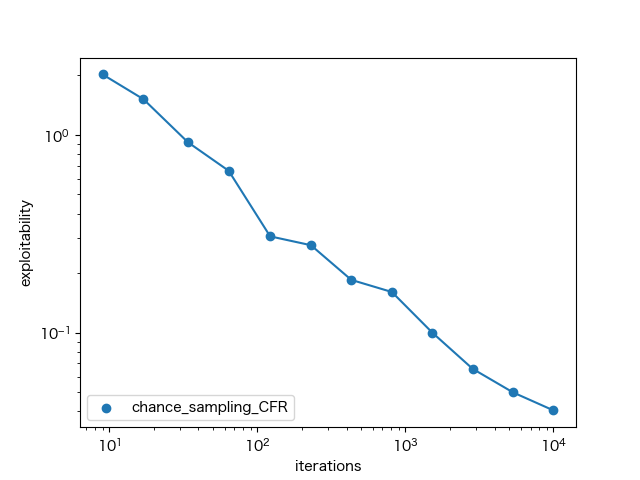 exploitability
10⁰
10⁻¹
chance_sampling_CFR
10¹
10²
10³
10⁴
iterations